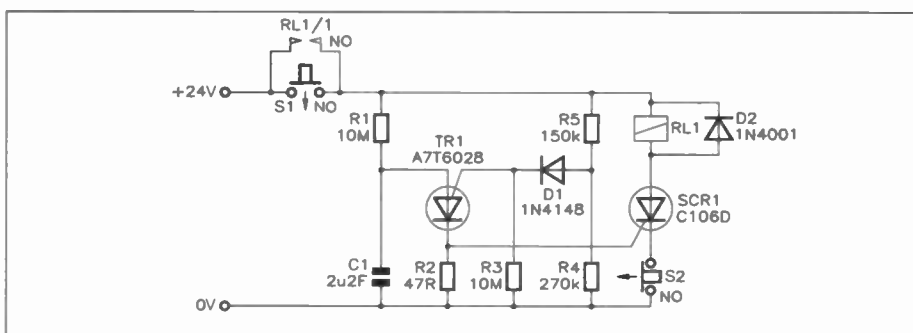 RL1/1
NO
+24V
S1
NO
R1
10M
TR1
A7T6028
R5
150k
RL1
D2
1N4001
D1
1N4148
SCR1
C106D
C1
2u2F
R2
47R
R3
10M
R4
270k
S2
NO
0V